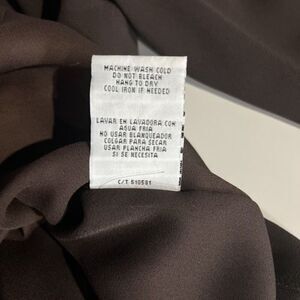 MACHINE WASH COLD
DO NOT BLEACH
HANG TO DRY
COOL IRON IF NEEDED
LAVAR EN LAVADORA CON
AGUA FRIA
NO USAR BLANQUEADOR
COLGAR PARA SECAR
USAR PLANCHA FRIA
SI SE NECESITA
C/T 510581